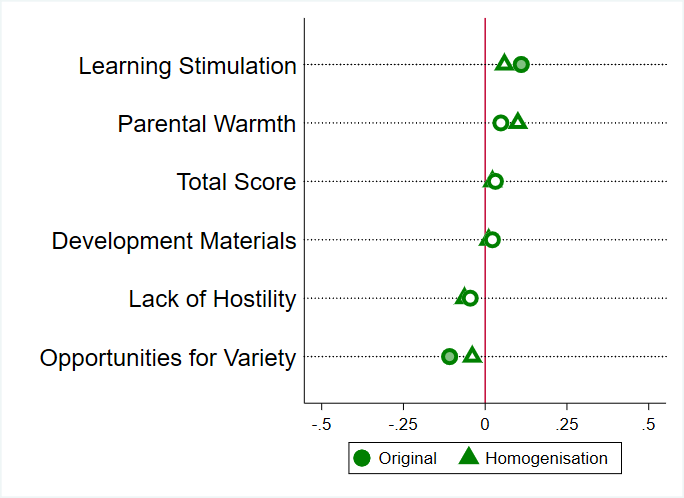 Learning Stimulation
Parental Warmth
Total Score
Development Materials
Lack of Hostility
Opportunities for Variety
-.5 -.25 0 .25 .5
Original Homogenisation